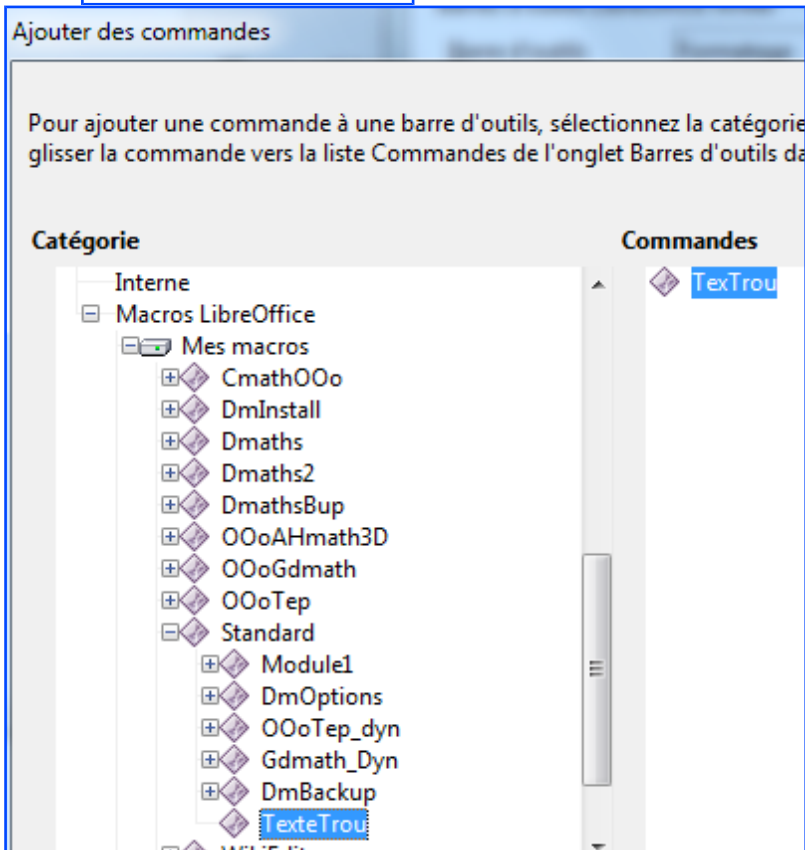 Ajouter des commandes
Pour ajouter une commande à une barre d'outils, sélectionnez la catégorie
glisser la commande vers la liste Commandes de l'onglet Barres d'outils da
Catégorie
Commandes
Interne
TexTrou
Macros LibreOffice
Mes macros
CmathOOo
DmInstall
Dmaths
Dmaths2
DmathsBup
OOoAHmath3D
OOoGdmath
OOoTep
Standard
Module1
DmOptions
OOoTep_dyn
Gdmath_Dyn
DmBackup
TexteTrou